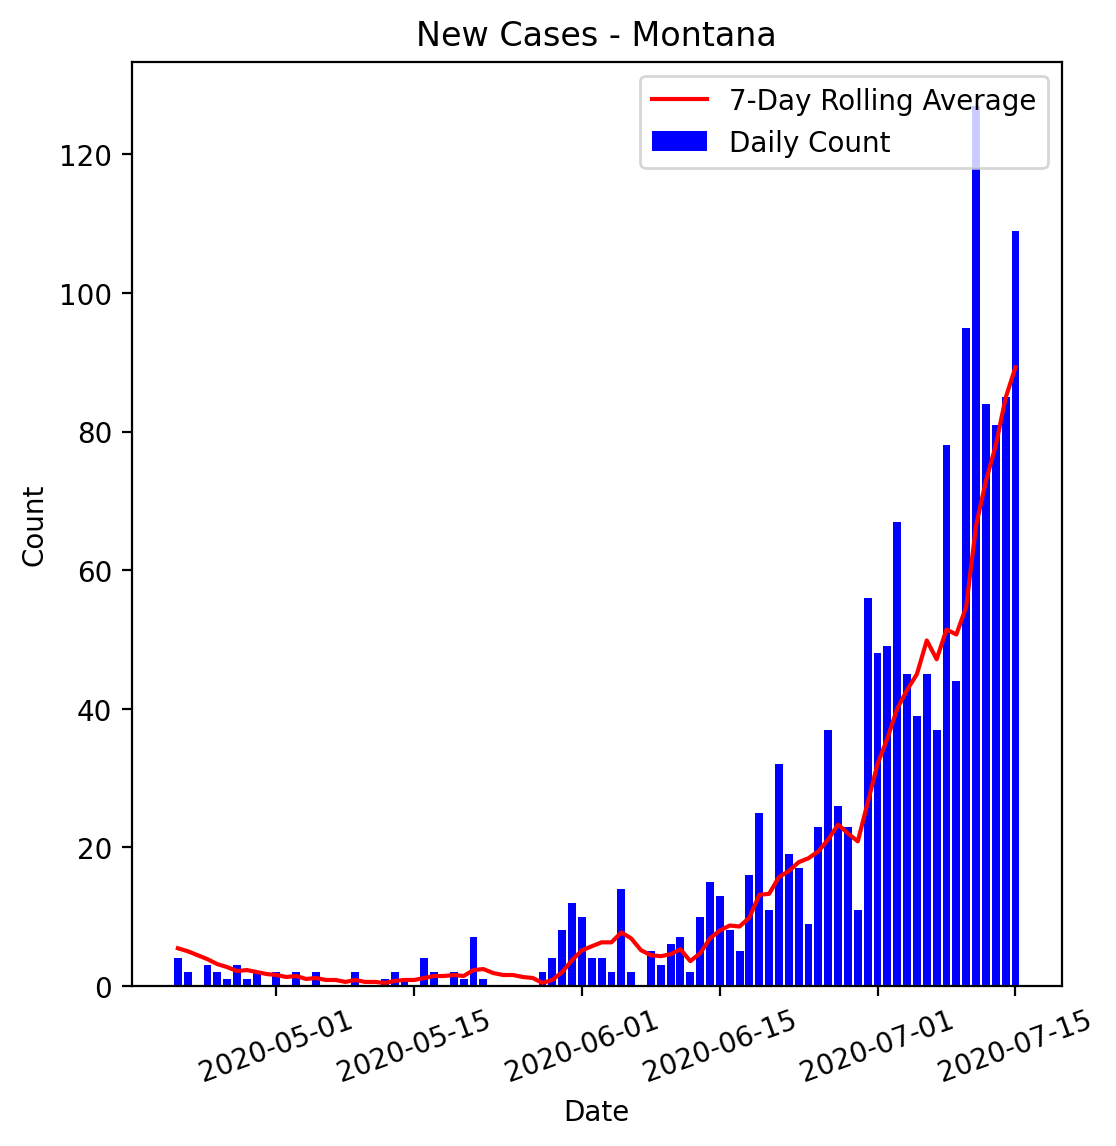 New Cases - Montana
7-Day Rolling Average
Daily Count
Count
120
100
80
60
40
20
0
2020-05-01
2020-05-15
2020-06-01
2020-06-15
2020-07-01
2020-07-15
Date